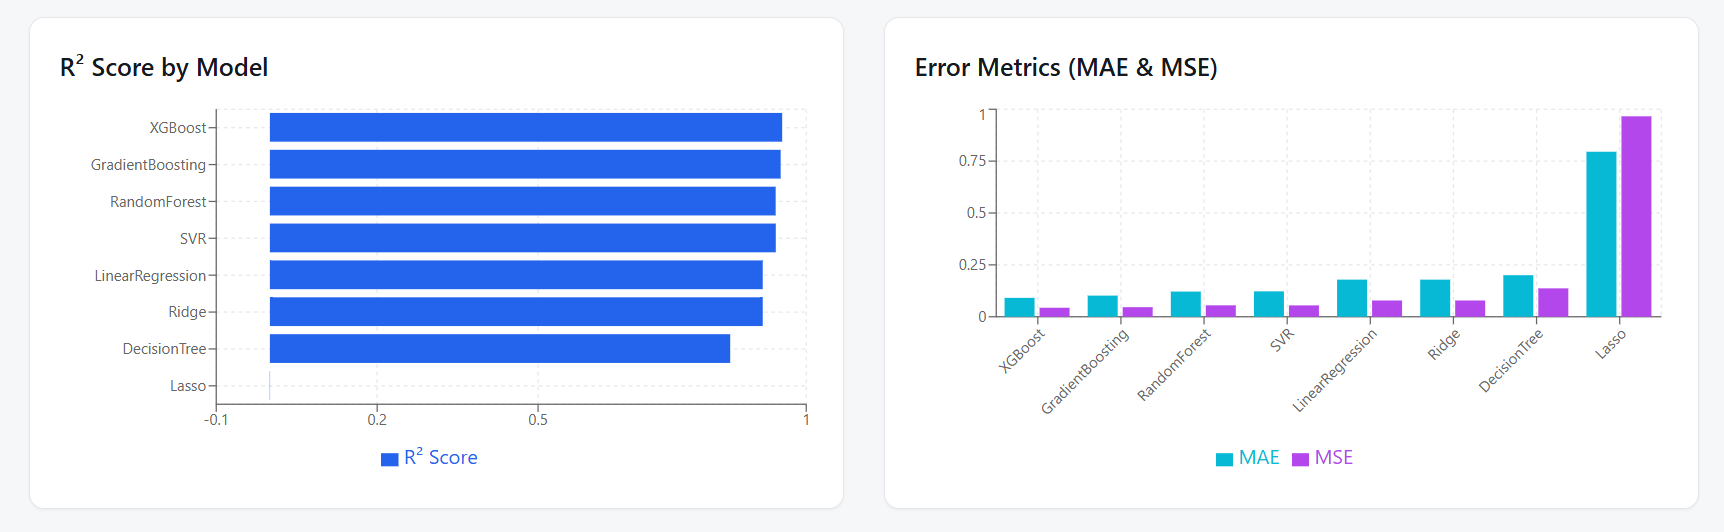 R² Score by Model
XGBoost
GradientBoosting
RandomForest
SVR
LinearRegression
Ridge
DecisionTree
Lasso
-0.1 0.2 0.5 1
R² Score
Error Metrics (MAE & MSE)
1
0.75
0.5
0.25
0
XGBoost GradientBoosting RandomForest SVR LinearRegression Ridge DecisionTree Lasso
MAE MSE